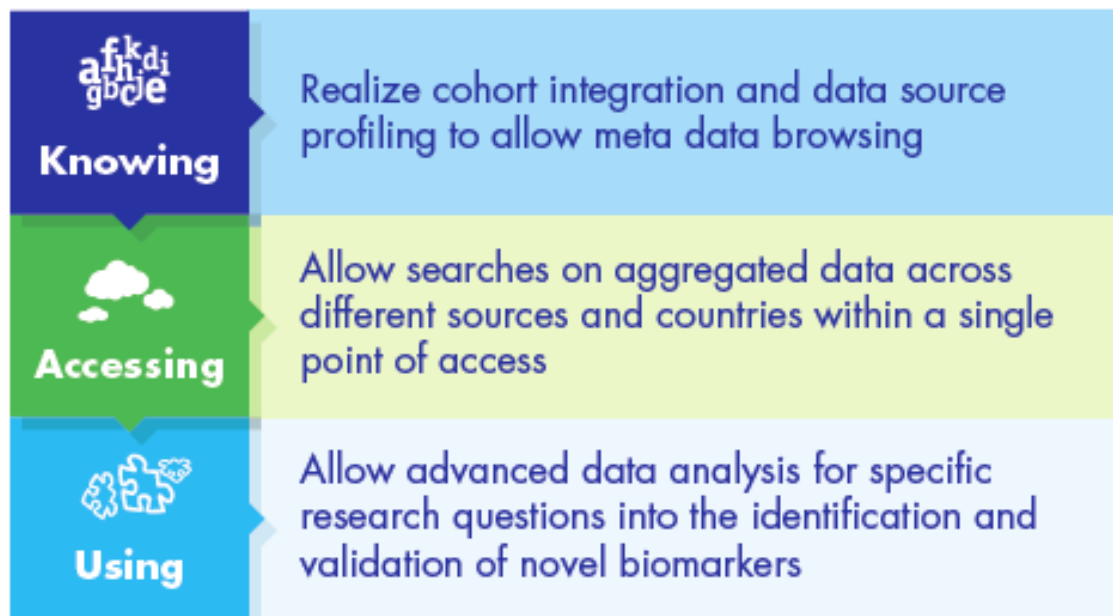 afhkdi
gbcje
Knowing
Realize cohort integration and data source
profiling to allow meta data browsing
Accessing
Allow searches on aggregated data across
different sources and countries within a single
point of access
Using
Allow advanced data analysis for specific
research questions into the identification and
validation of novel biomarkers